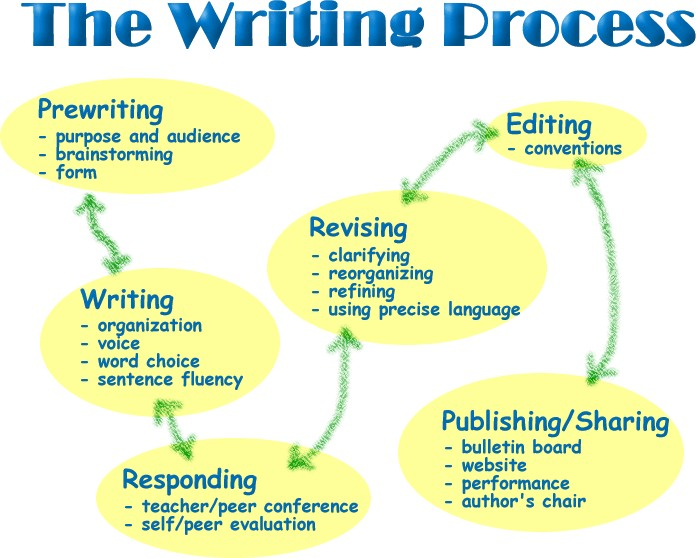 The Writing Process
Prewriting
- purpose and audience
- brainstorming
- form
Writing
- organization
- voice
- word choice
- sentence fluency
Responding
- teacher/peer conference
- self/peer evaluation
Revising
- clarifying
- reorganizing
- refining
- using precise language
Editing
- conventions
Publishing/Sharing
- bulletin board
- website
- performance
- author's chair